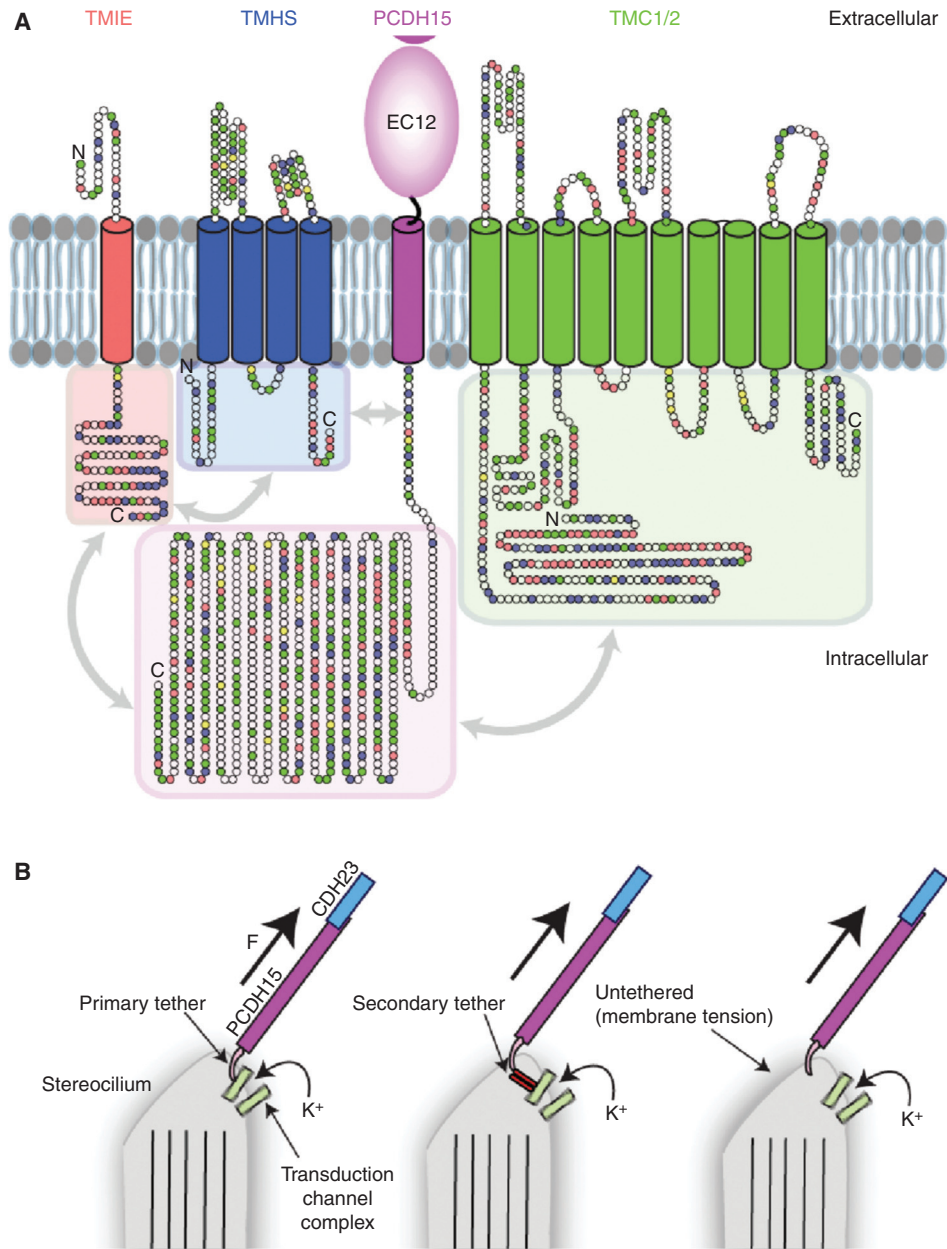 A
TMIE
TMHS
PCDH15
TMC1/2
Extracellular
EC12
N
N
C
C
N
C
C
Intracellular
B
CDH23
F
PCDH15
Primary tether
Secondary tether
Untethered
(membrane tension)
Stereocilium
K+
K+
K+
Transduction
channel
complex